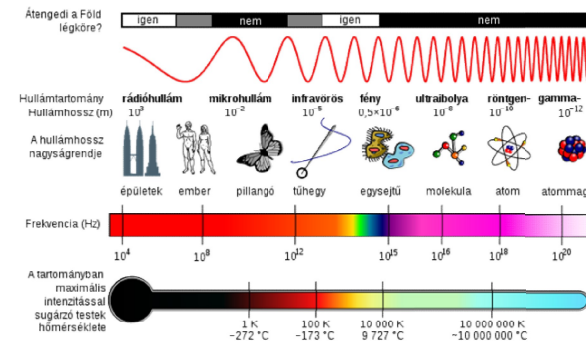 Átengedi a Föld
légköre?
igen nem igen nem
Hullámtartomány rádióhullám mikrohullám infravörös fény ultraibolya röntgen- gamma-
Hullámhossz (m) 10³ 10⁻² 10⁻⁵ 0,5×10⁻⁶ 10⁻⁸ 10⁻¹⁰ 10⁻¹²
A hullámhossz
nagyságrendje
épületek ember pillangó tűhegy egysejtű molekula atom atommag
Frekvencia (Hz)
10⁴ 10⁸ 10¹² 10¹⁵ 10¹⁶ 10¹⁸ 10²⁰
A tartományban
maximális
intenzitással
sugárzó testek
hőmérséklete
1 K 100 K 10 000 K 10 000 000 K
−272 °C −173 °C 9 727 °C ~10 000 000 °C